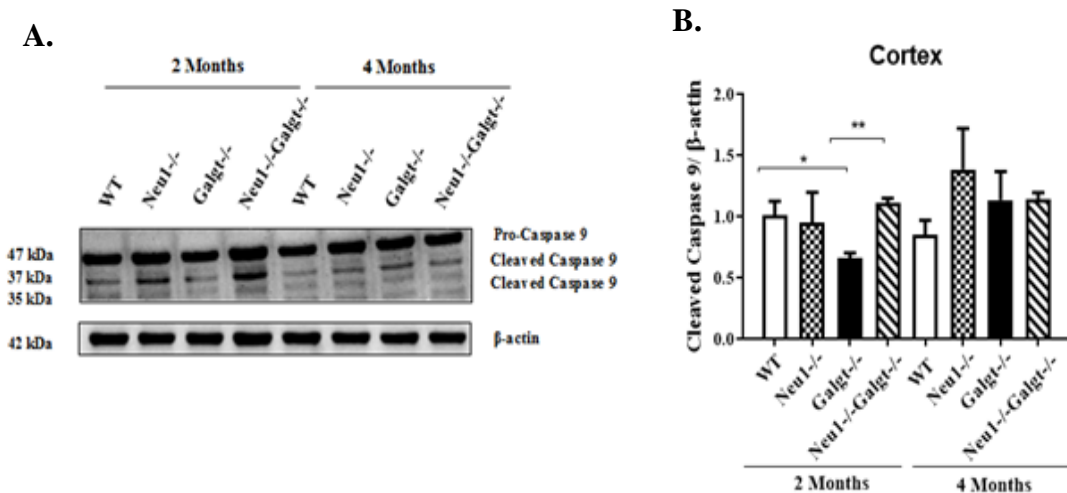 A.
2 Months 4 Months
WT Neu1-/- Galgt-/- Neu1-/-Galgt-/- WT Neu1-/- Galgt-/- Neu1-/-Galgt-/-
47 kDa
37 kDa
35 kDa
Pro-Caspase 9
Cleaved Caspase 9
Cleaved Caspase 9
42 kDa
β-actin
B.
Cortex
Cleaved Caspase 9/ β-actin
2.0
1.5
1.0
0.5
0.0
*
**
WT Neu1-/- Galgt-/- Neu1-/-Galgt-/- WT Neu1-/- Galgt-/- Neu1-/-Galgt-/-
2 Months 4 Months